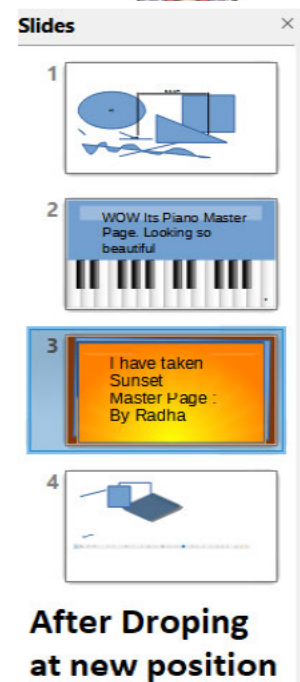 Slides ×
1
2
WOW Its Piano Master
Page. Looking so
beautiful
3
I have taken
Sunset
Master Page :
By Radha
4
After Droping
at new position